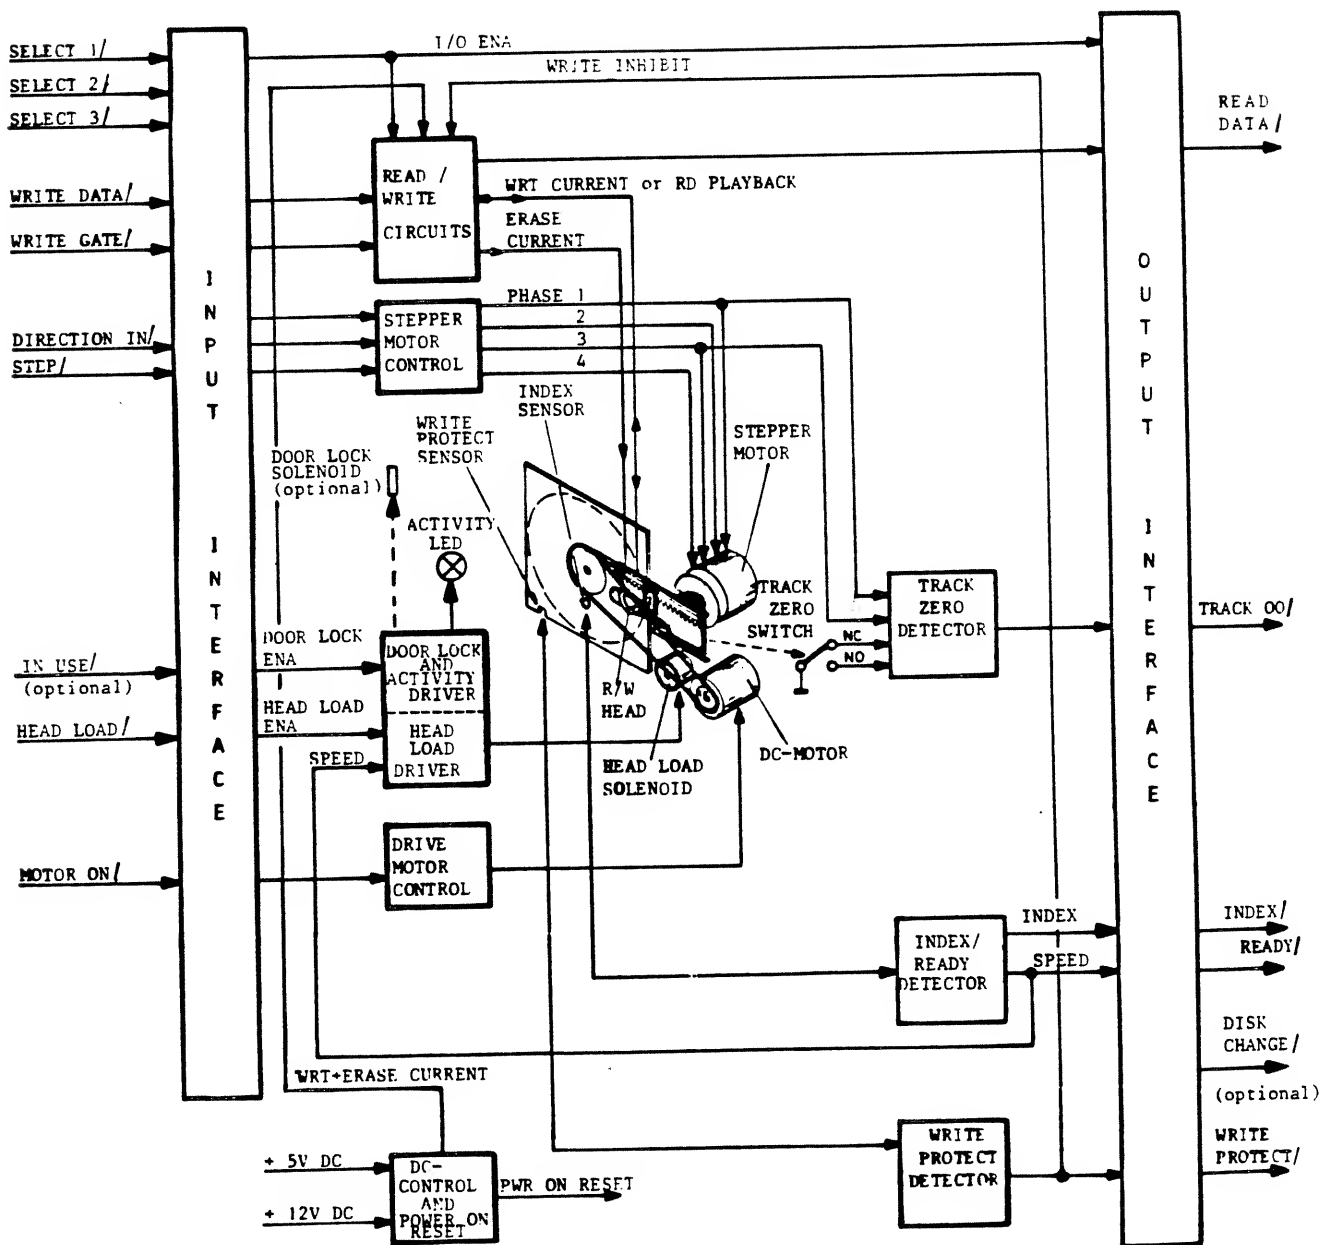 SELECT 1/
SELECT 2/
SELECT 3/
WRITE DATA/
WRITE GATE/
DIRECTION IN/
STEP/
IN USE/
(optional)
HEAD LOAD/
MOTOR ON/
INPUT INTERFACE
I/O ENA
WRITE INHIBIT
READ /
WRITE
CIRCUITS
WRT CURRENT or RD PLAYBACK
ERASE
CURRENT
STEPPER
MOTOR
CONTROL
PHASE 1
2
3
4
INDEX
SENSOR
WRITE
PROTECT
SENSOR
DOOR LOCK
SOLENOID
(optional)
ACTIVITY
LED
STEPPER
MOTOR
TRACK
ZERO
SWITCH
NC
NO
TRACK
ZERO
DETECTOR
DOOR LOCK
ENA
DOOR LOCK
AND
ACTIVITY
DRIVER
HEAD LOAD
ENA
HEAD
LOAD
DRIVER
SPEED
R/W
HEAD
HEAD LOAD
SOLENOID
DC-MOTOR
DRIVE
MOTOR
CONTROL
INDEX/
READY
DETECTOR
INDEX
SPEED
WRT+ERASE CURRENT
+ 5V DC
+ 12V DC
DC-
CONTROL
AND
POWER ON
RESET
PWR ON RESET
WRITE
PROTECT
DETECTOR
OUTPUT INTERFACE
READ
DATA/
TRACK 00/
INDEX/
READY/
DISK
CHANGE/
(optional)
WRITE
PROTECT/